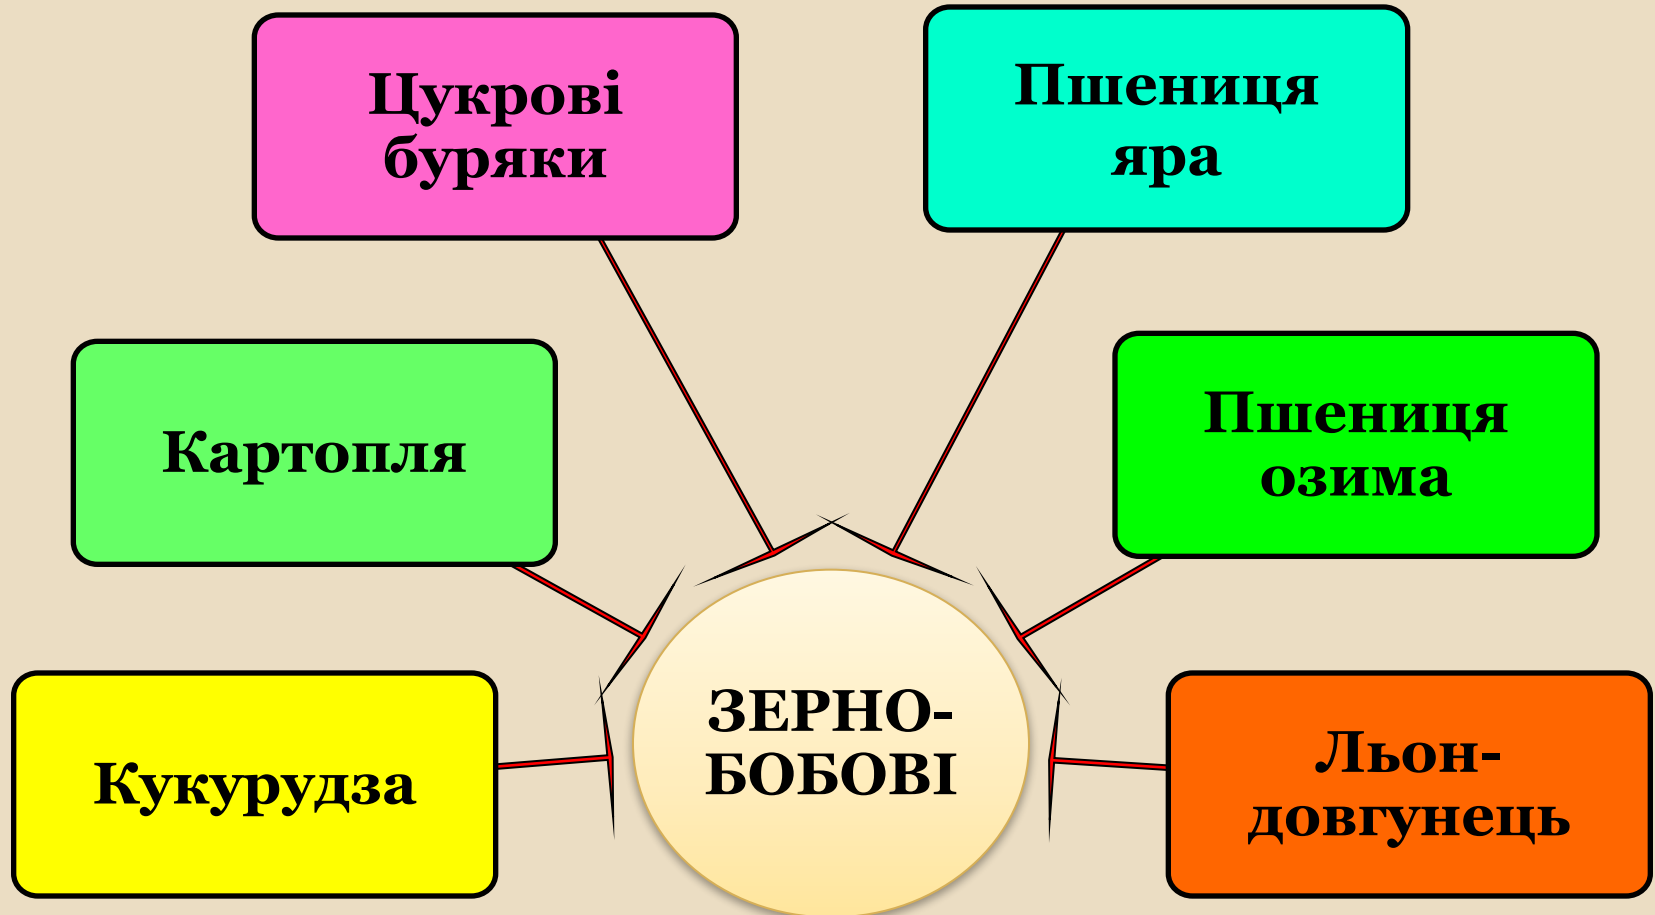 Цукрові
буряки
Пшениця
яра
Картопля
Пшениця
озима
Кукурудза
ЗЕРНО-
БОБОВІ
Льон-
довгунець